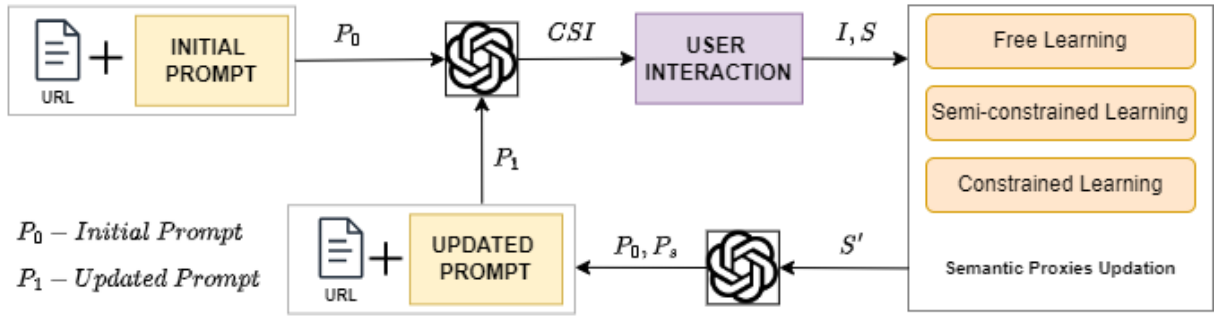 URL
+
INITIAL
PROMPT
P₀
CSI
USER
INTERACTION
I, S
Free Learning
Semi-constrained Learning
Constrained Learning
Semantic Proxies Updation
S′
P₀, Pₛ
URL
+
UPDATED
PROMPT
P₁
P₀ – Initial Prompt
P₁ – Updated Prompt